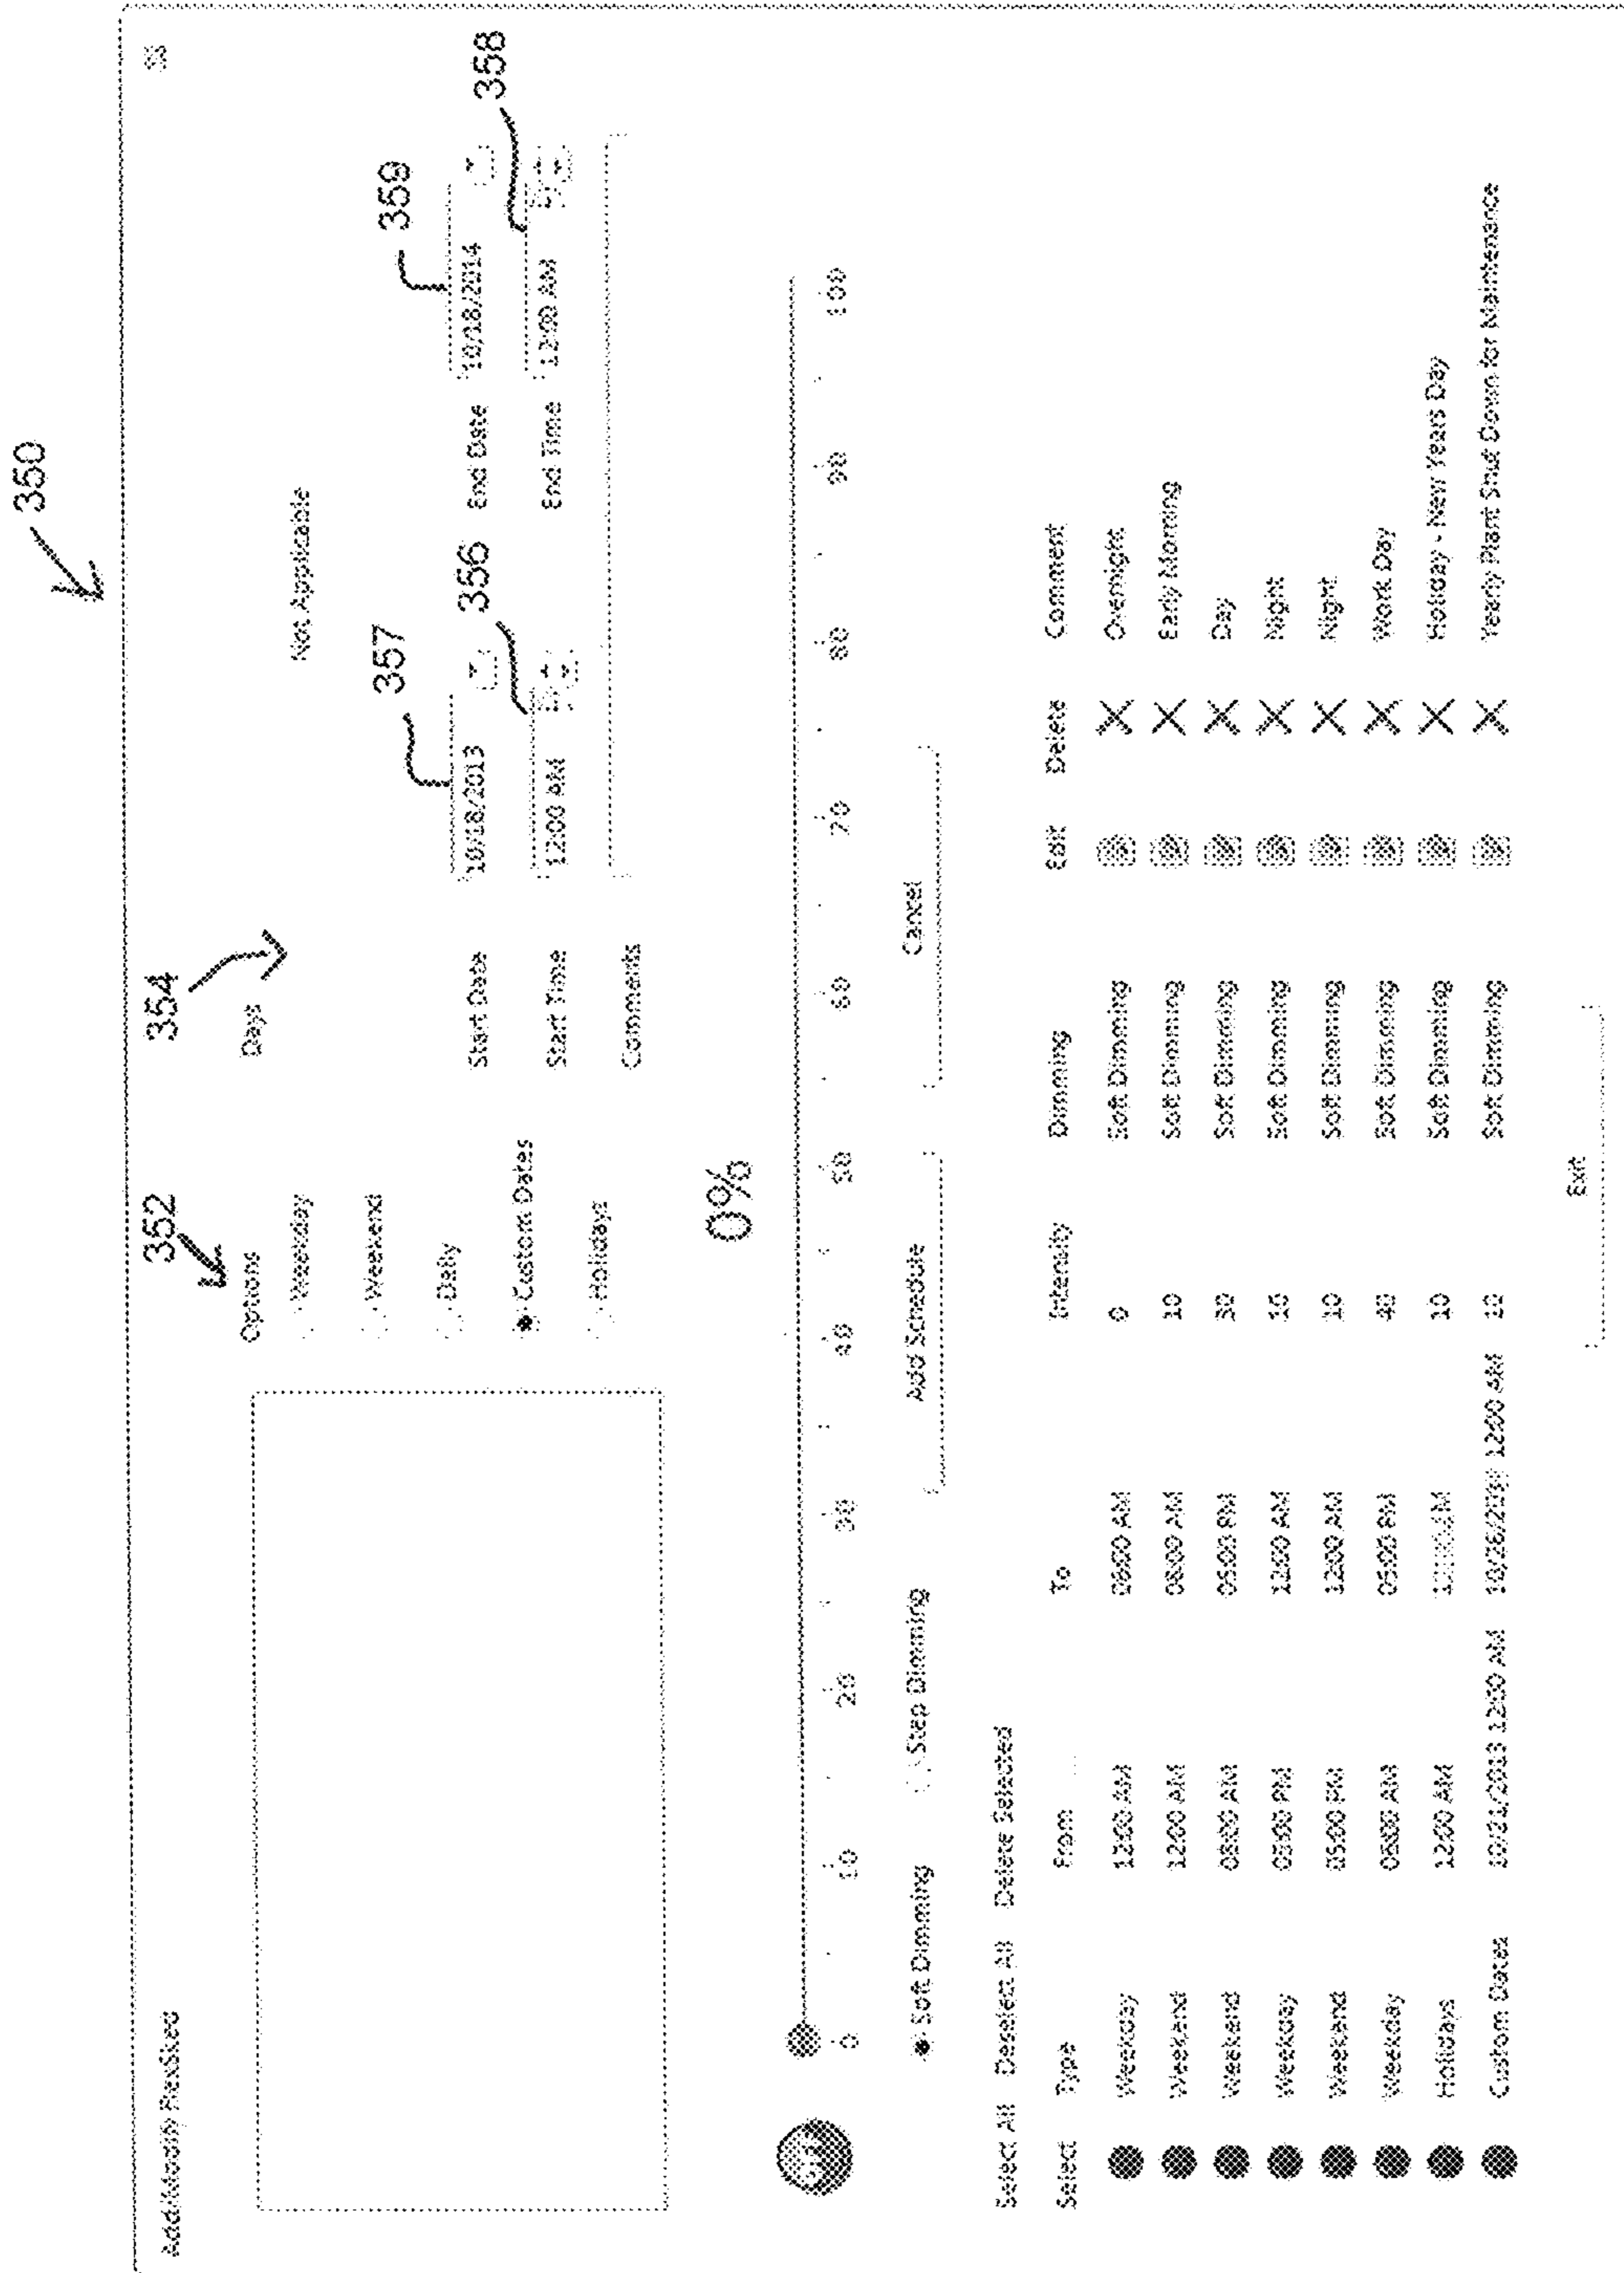 350
Add/Modify FlexSked
352
354
Options
Days
Weekday
Not Applicable
Weekend
357
359
Daily
Start Date
10/18/2013
End Date
10/18/2014
356
358
Custom Dates
Start Time
12:00 AM
End Time
12:00 AM
Holidays
Comments
0%
0 10 20 30 40 50 60 70 80 90 100
Soft Dimming Step Dimming Add Schedule Cancel
Select All Deselect All Delete Selected
Select Type From To Intensity Dimming Edit Delete Comment
Weekday 12:00 AM 06:00 AM 0 Soft Dimming Overnight
Weekend 12:00 AM 08:00 AM 10 Soft Dimming Early Morning
Weekend 08:00 AM 05:00 PM 30 Soft Dimming Day
Weekday 05:00 PM 12:00 AM 10 Soft Dimming Night
Weekend 05:00 PM 12:00 AM 10 Soft Dimming Night
Weekday 05:00 PM 40 Soft Dimming Work Day
Holidays 12:00 AM 10 Soft Dimming Holiday - New Years Day
Custom Dates 10/21/2013 12:00 AM 12:00 AM 10 Soft Dimming Yearly Plant Shut Down for Maintenance
Exit